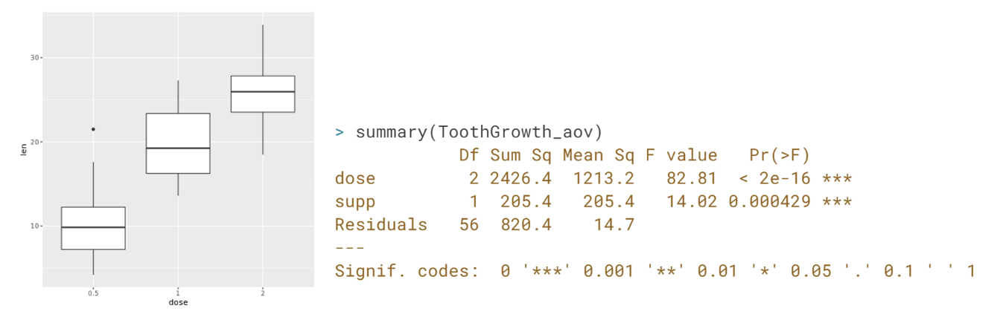 30
20
10
len
0.5 1 2
dose
> summary(ToothGrowth_aov)
Df Sum Sq Mean Sq F value Pr(>F)
dose 2 2426.4 1213.2 82.81 < 2e-16 ***
supp 1 205.4 205.4 14.02 0.000429 ***
Residuals 56 820.4 14.7
---
Signif. codes: 0 '***' 0.001 '**' 0.01 '*' 0.05 '.' 0.1 ' ' 1